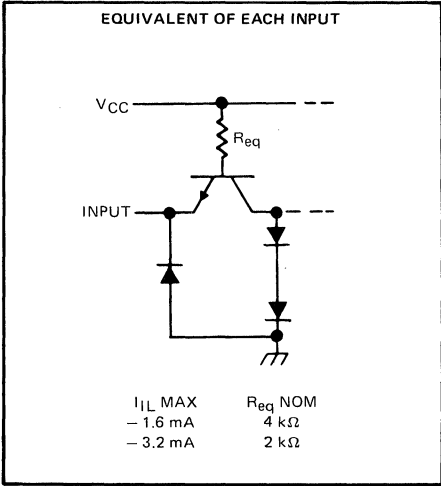 EQUIVALENT OF EACH INPUT
VCC
Req
INPUT
IIL MAX Req NOM
– 1.6 mA 4 kΩ
– 3.2 mA 2 kΩ